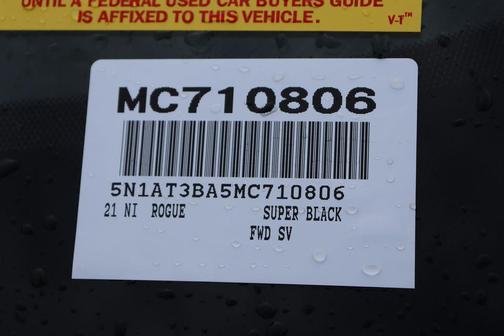 UNTIL A FEDERAL USED CAR BUYERS GUIDE
IS AFFIXED TO THIS VEHICLE. V-T™
MC710806
5N1AT3BA5MC710806
21 NI ROGUE SUPER BLACK
FWD SV